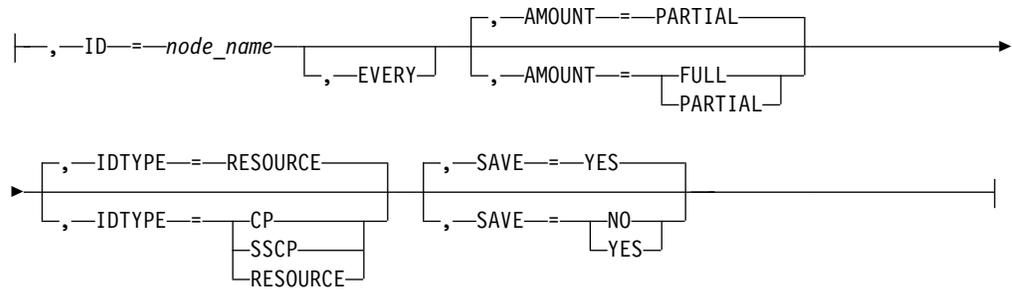 ,—AMOUNT—=—PARTIAL
,—ID—=—node_name
,—EVERY
,—AMOUNT—=—FULL
PARTIAL
,—IDTYPE—=—RESOURCE
,—SAVE—=—YES
,—IDTYPE—=—CP
SSCP
RESOURCE
,—SAVE—=—NO
YES